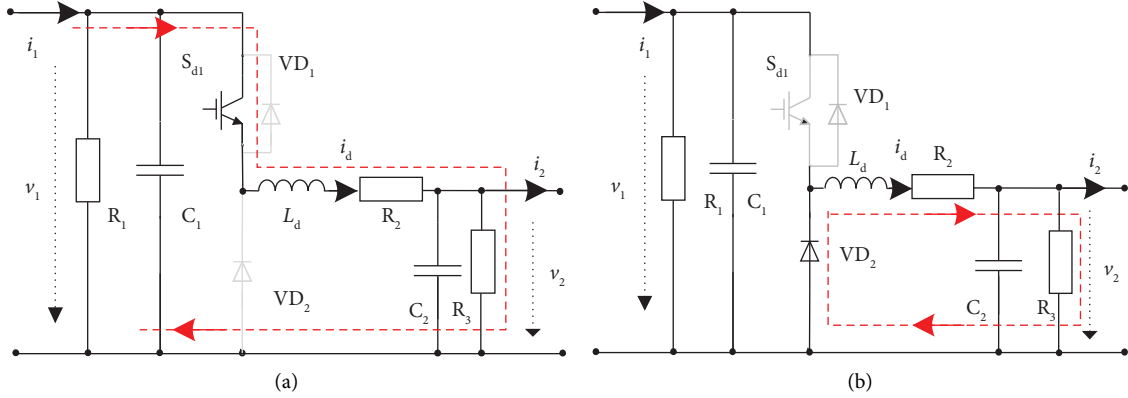 i1
Sd1
VD1
v1
R1
C1
id
i2
Ld
R2
VD2
C2
R3
v2
(a)
i1
Sd1
VD1
v1
R1
C1
Ld
id
R2
i2
VD2
C2
R3
v2
(b)